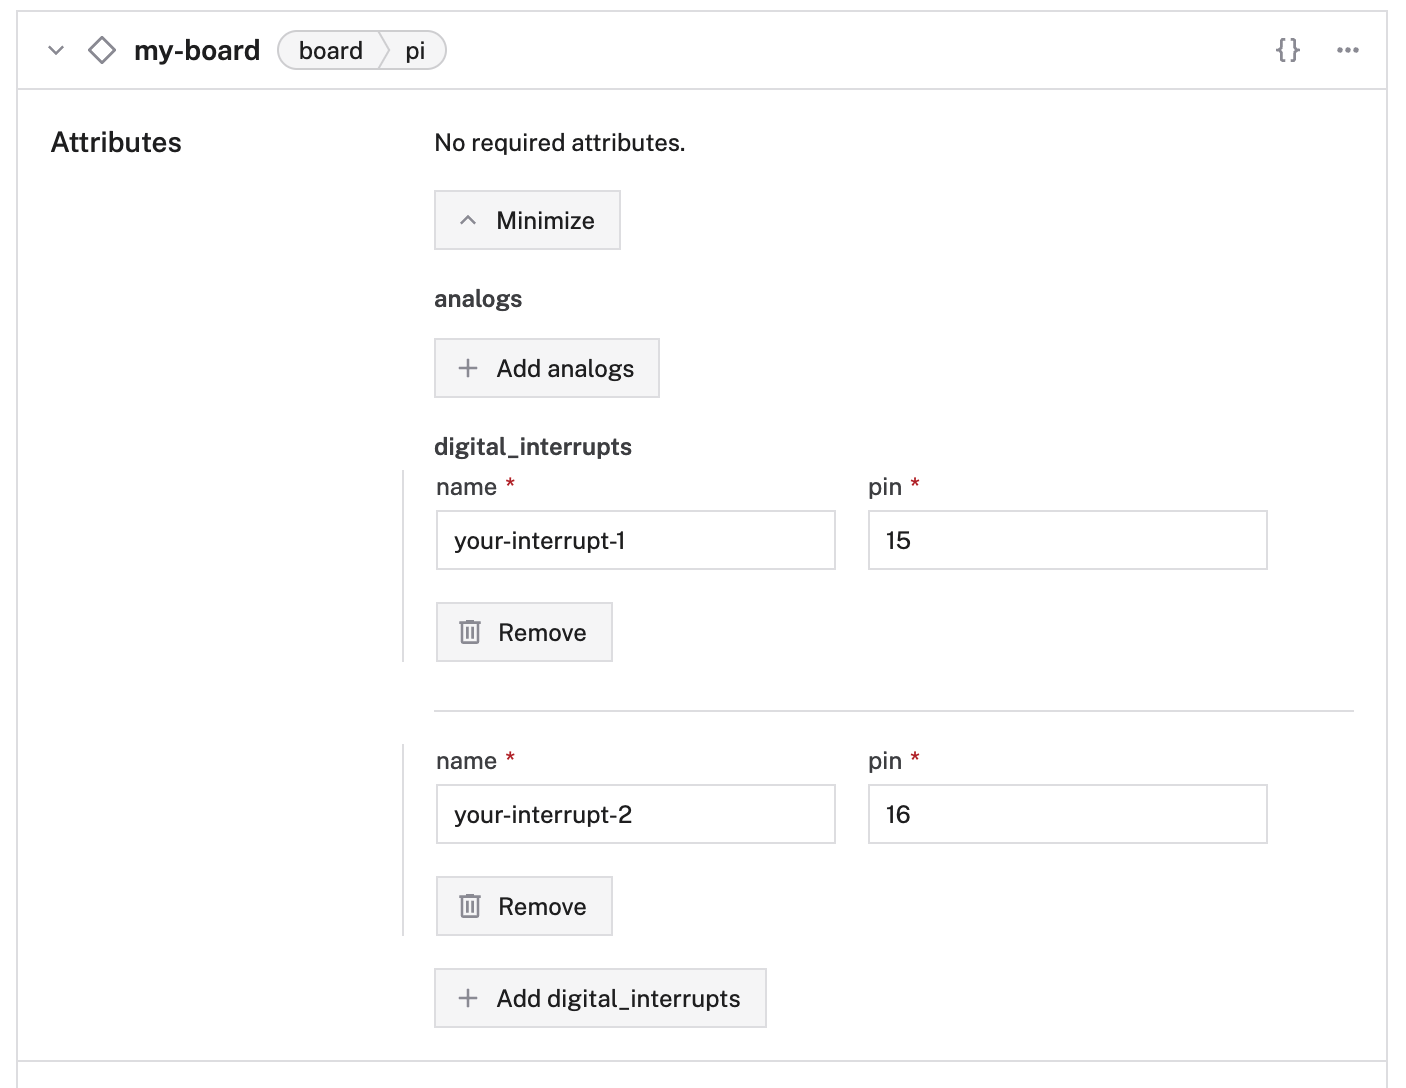 my-board board pi {} ...
Attributes No required attributes.
Minimize
analogs
+ Add analogs
digital_interrupts
name * pin *
your-interrupt-1 15
Remove
name * pin *
your-interrupt-2 16
Remove
+ Add digital_interrupts